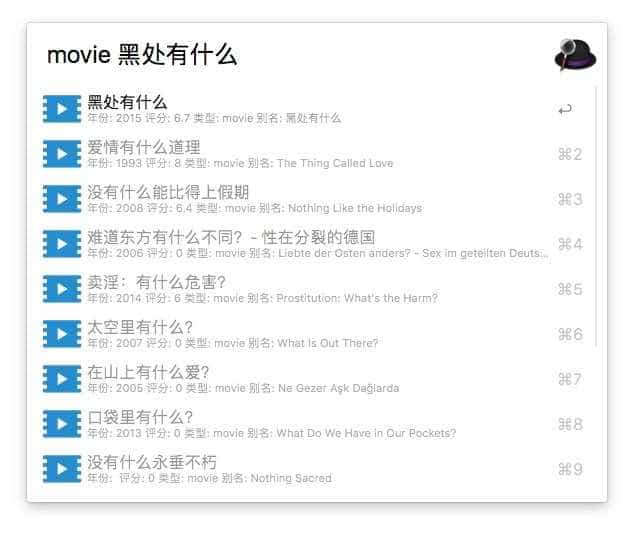 movie 黑处有什么
黑处有什么
年份: 2015 评分: 6.7 类型: movie 别名: 黑处有什么
爱情有什么道理
年份: 1993 评分: 8 类型: movie 别名: The Thing Called Love
⌘2
没有什么能比得上假期
年份: 2008 评分: 6.4 类型: movie 别名: Nothing Like the Holidays
⌘3
难道东方有什么不同? - 性在分裂的德国
年份: 2006 评分: 0 类型: movie 别名: Liebte der Osten anders? - Sex im geteilten Deuts...
⌘4
卖淫：有什么危害?
年份: 2014 评分: 6 类型: movie 别名: Prostitution: What's the Harm?
⌘5
太空里有什么?
年份: 2007 评分: 0 类型: movie 别名: What Is Out There?
⌘6
在山上有什么爱?
年份: 2005 评分: 0 类型: movie 别名: Ne Gezer Aşk Dağlarda
⌘7
口袋里有什么?
年份: 2013 评分: 0 类型: movie 别名: What Do We Have in Our Pockets?
⌘8
没有什么永垂不朽
年份:  评分: 0 类型: movie 别名: Nothing Sacred
⌘9